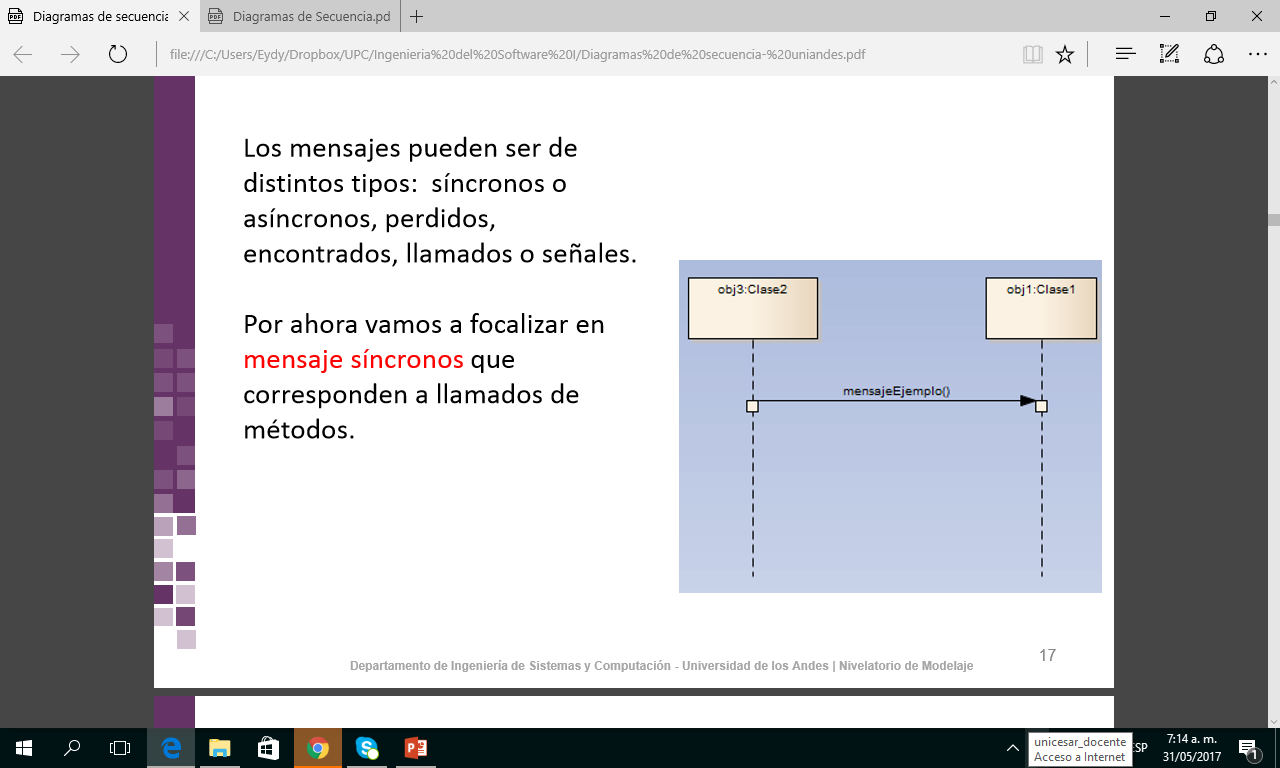 Diagramas de secuencia
Diagramas de Secuencia.pd
file:///C:/Users/Eydy/Dropbox/UPC/Ingenieria%20del%20Software%20I/Diagramas%20de%20secuencia-%20uniandes.pdf
Los mensajes pueden ser de
distintos tipos:  síncronos o
asíncronos, perdidos,
encontrados, llamados o señales.
Por ahora vamos a focalizar en
mensaje síncronos que
corresponden a llamados de
métodos.
obj3:Clase2
obj1:Clase1
mensajeEjemplo()
Departamento de Ingeniería de Sistemas y Computación - Universidad de los Andes | Nivelatorio de Modelaje
17
unicesar_docente
Acceso a Internet
ESP
7:14 a. m.
31/05/2017
1